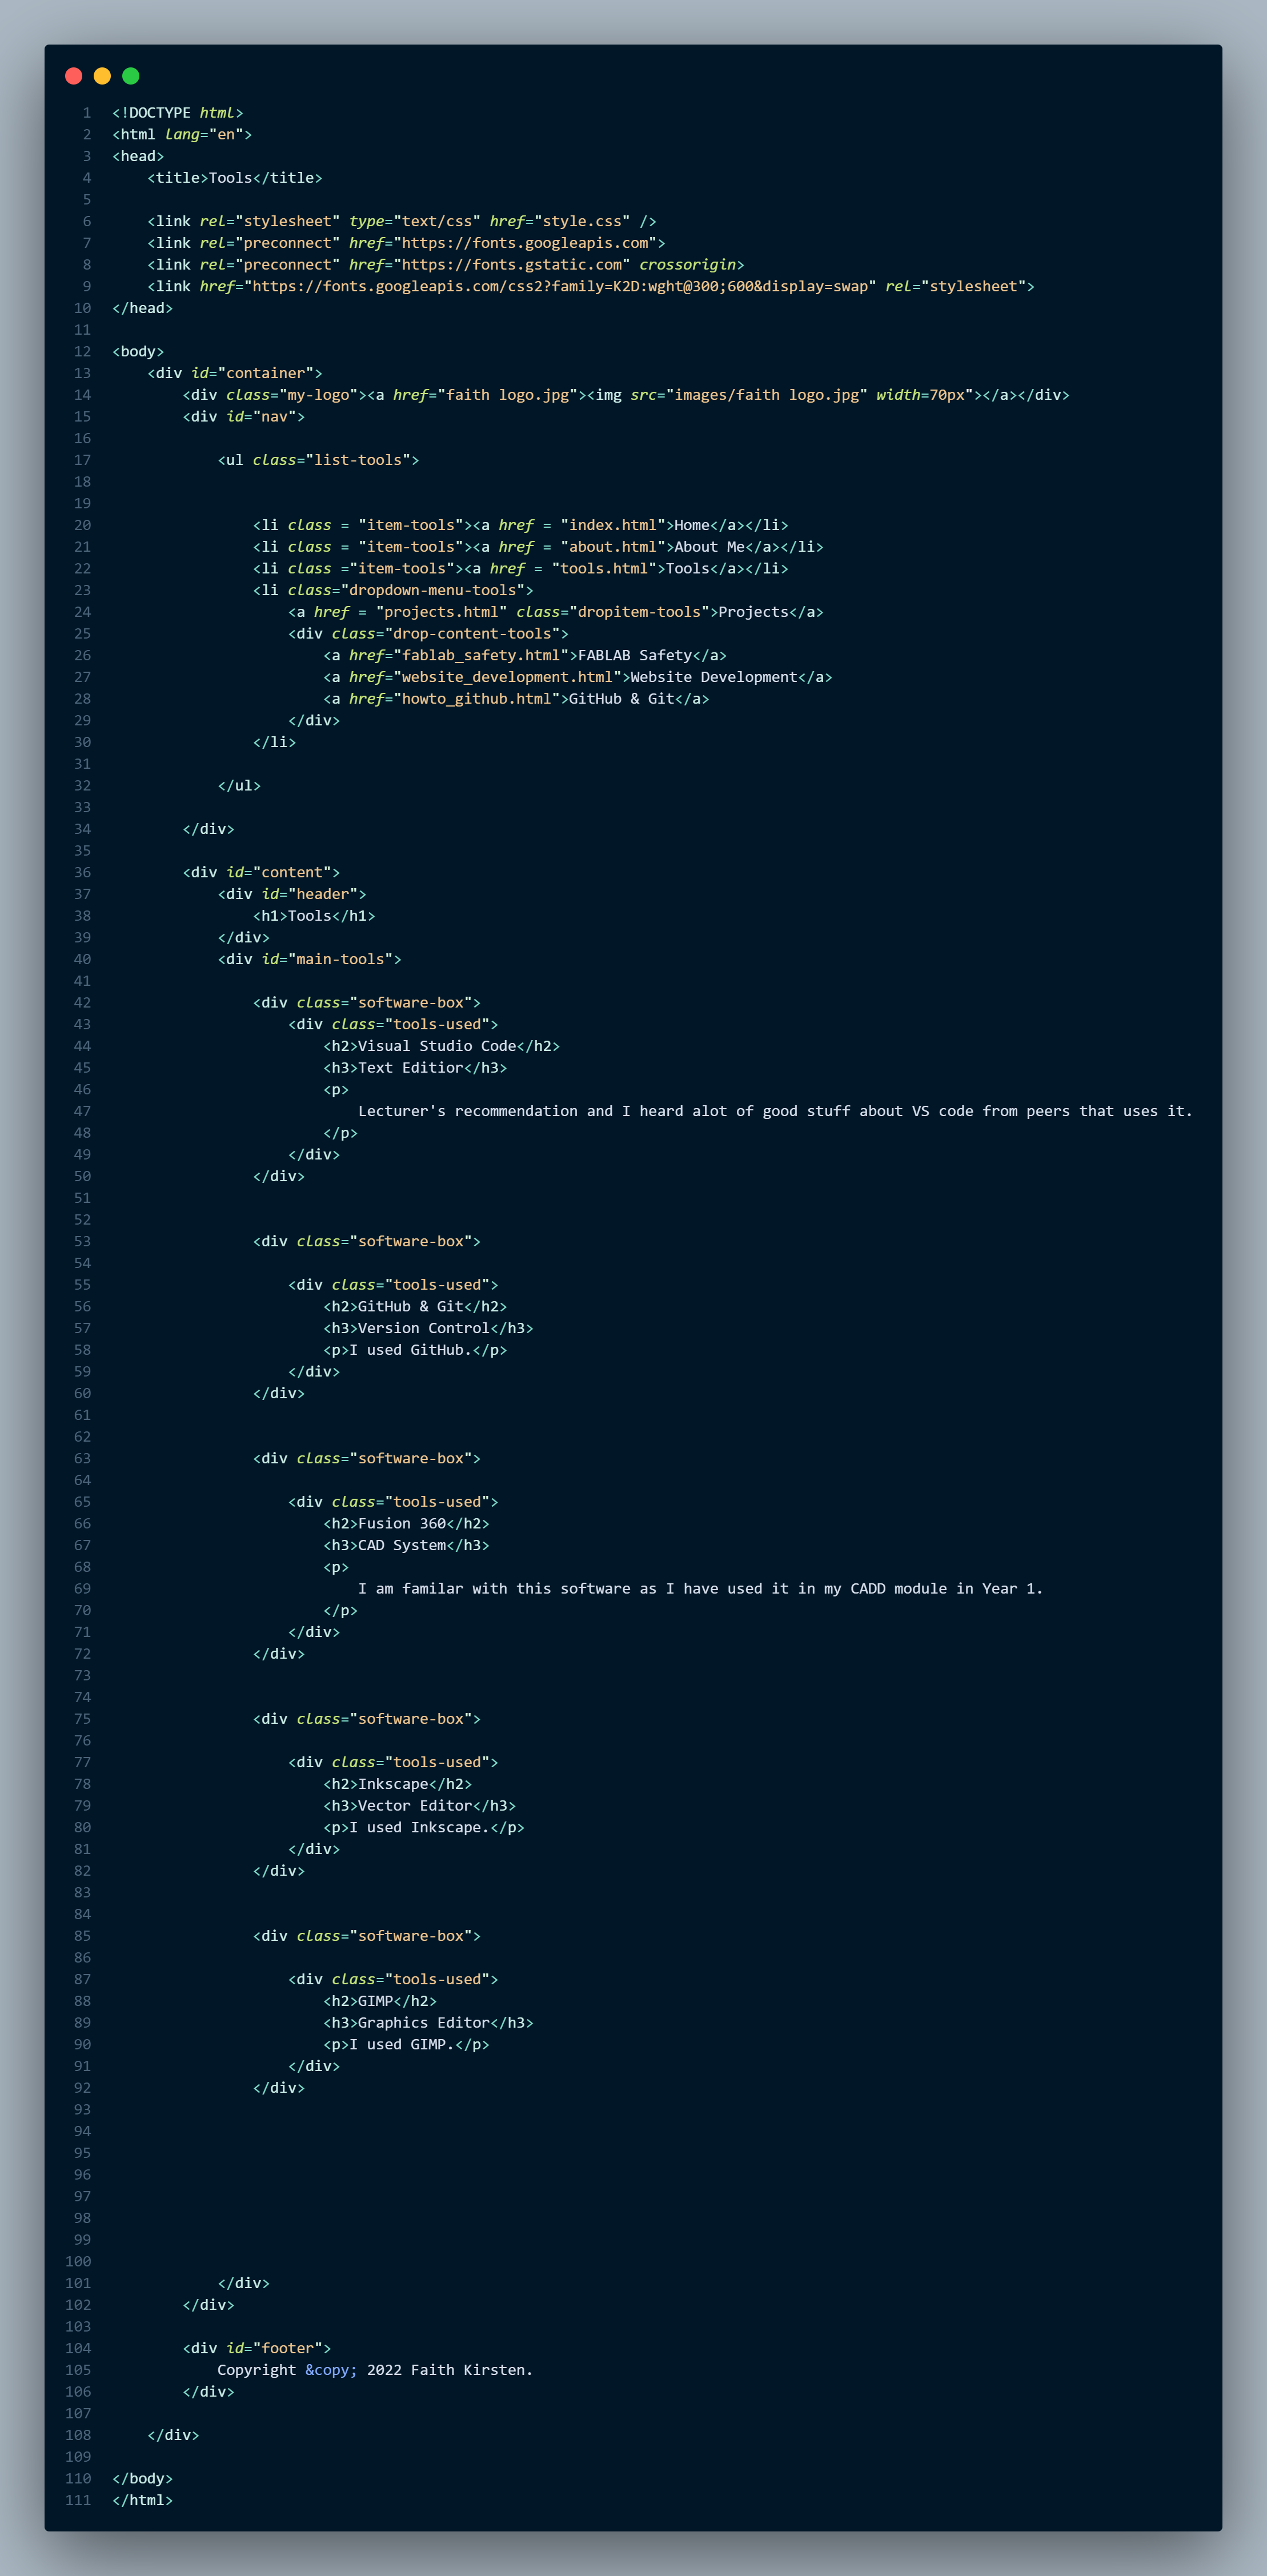 1 <!DOCTYPE html>
2 <html lang="en">
3 <head>
4     <title>Tools</title>
5
6     <link rel="stylesheet" type="text/css" href="style.css" />
7     <link rel="preconnect" href="https://fonts.googleapis.com">
8     <link rel="preconnect" href="https://fonts.gstatic.com" crossorigin>
9     <link href="https://fonts.googleapis.com/css2?family=K2D:wght@300;600&display=swap" rel="stylesheet">
10 </head>
11
12 <body>
13     <div id="container">
14         <div class="my-logo"><a href="faith logo.jpg"><img src="images/faith logo.jpg" width=70px"></a></div>
15         <div id="nav">
16
17             <ul class="list-tools">
18
19
20                 <li class = "item-tools"><a href = "index.html">Home</a></li>
21                 <li class = "item-tools"><a href = "about.html">About Me</a></li>
22                 <li class ="item-tools"><a href = "tools.html">Tools</a></li>
23                 <li class="dropdown-menu-tools">
24                     <a href = "projects.html" class="dropitem-tools">Projects</a>
25                     <div class="drop-content-tools">
26                         <a href="fablab_safety.html">FABLAB Safety</a>
27                         <a href="website_development.html">Website Development</a>
28                         <a href="howto_github.html">GitHub & Git</a>
29                     </div>
30                 </li>
31
32             </ul>
33
34         </div>
35
36         <div id="content">
37             <div id="header">
38                 <h1>Tools</h1>
39             </div>
40             <div id="main-tools">
41
42                 <div class="software-box">
43                     <div class="tools-used">
44                         <h2>Visual Studio Code</h2>
45                         <h3>Text Editior</h3>
46                         <p>
47                             Lecturer's recommendation and I heard alot of good stuff about VS code from peers that uses it.
48                         </p>
49                     </div>
50                 </div>
51
52
53                 <div class="software-box">
54
55                     <div class="tools-used">
56                         <h2>GitHub & Git</h2>
57                         <h3>Version Control</h3>
58                         <p>I used GitHub.</p>
59                     </div>
60                 </div>
61
62
63                 <div class="software-box">
64
65                     <div class="tools-used">
66                         <h2>Fusion 360</h2>
67                         <h3>CAD System</h3>
68                         <p>
69                             I am familar with this software as I have used it in my CADD module in Year 1.
70                         </p>
71                     </div>
72                 </div>
73
74
75                 <div class="software-box">
76
77                     <div class="tools-used">
78                         <h2>Inkscape</h2>
79                         <h3>Vector Editor</h3>
80                         <p>I used Inkscape.</p>
81                     </div>
82                 </div>
83
84
85                 <div class="software-box">
86
87                     <div class="tools-used">
88                         <h2>GIMP</h2>
89                         <h3>Graphics Editor</h3>
90                         <p>I used GIMP.</p>
91                     </div>
92                 </div>
93
94
95
96
97
98
99
100
101             </div>
102         </div>
103
104         <div id="footer">
105             Copyright &copy; 2022 Faith Kirsten.
106         </div>
107
108     </div>
109
110 </body>
111 </html>